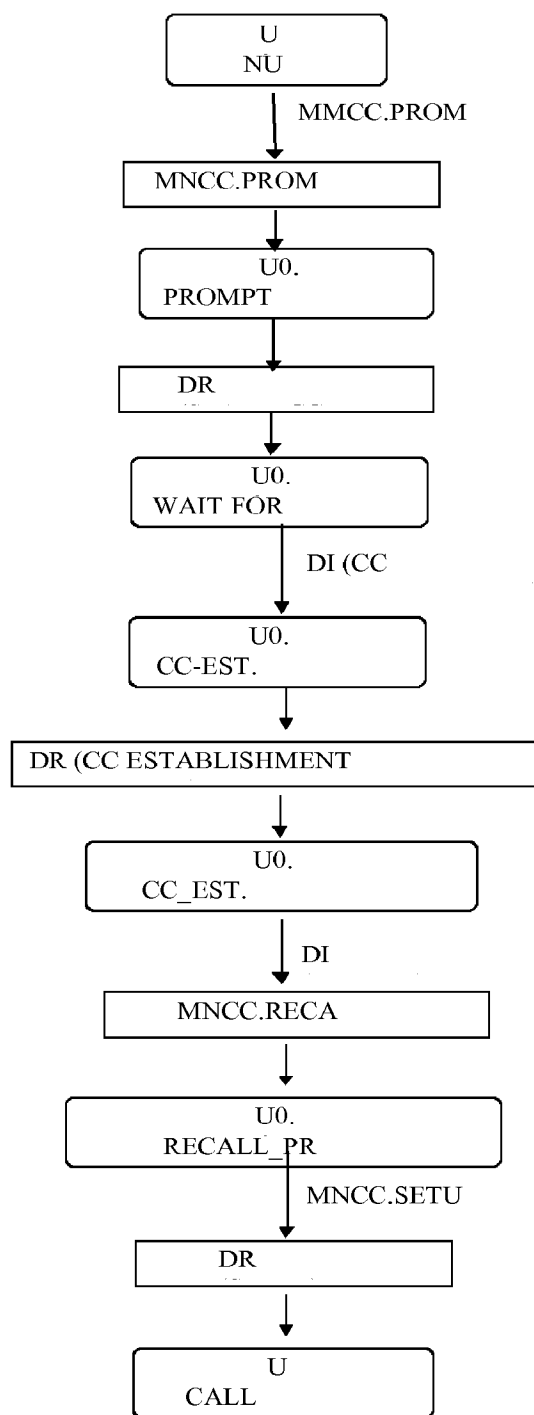 U
NU
MMCC.PROM
MNCC.PROM
U0.
PROMPT
DR
U0.
WAIT FOR
DI (CC
U0.
CC-EST.
DR (CC ESTABLISHMENT
U0.
CC_EST.
DI
MNCC.RECA
U0.
RECALL_PR
MNCC.SETU
DR
U
CALL